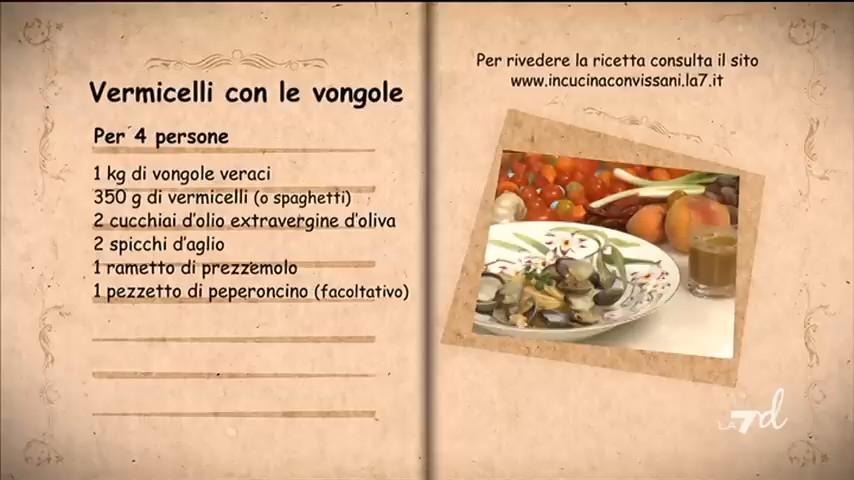 Vermicelli con le vongole
Per 4 persone
1 kg di vongole veraci
350 g di vermicelli (o spaghetti)
2 cucchiai d'olio extravergine d'oliva
2 spicchi d'aglio
1 rametto di prezzemolo
1 pezzetto di peperoncino (facoltativo)
Per rivedere la ricetta consulta il sito
www.incucinaconvissani.la7.it
LA7d